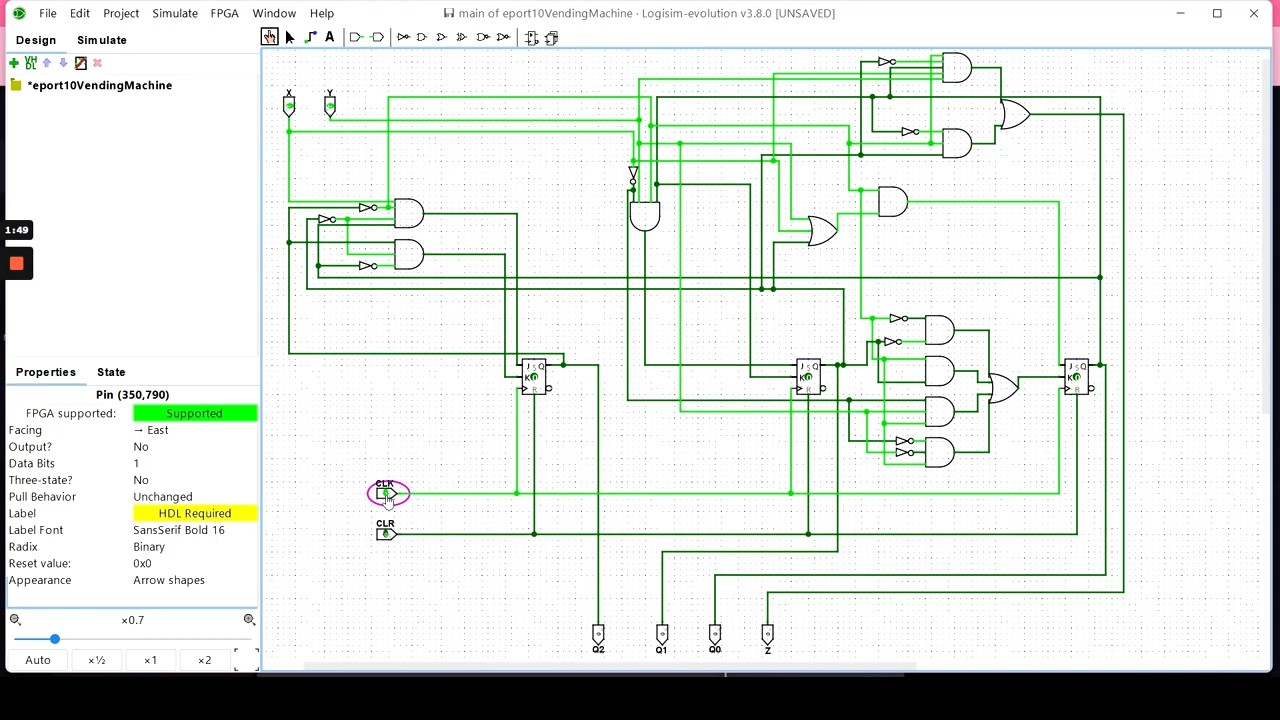 File Edit Project Simulate FPGA Window Help
main of eport10VendingMachine · Logisim-evolution v3.8.0 [UNSAVED]
Design Simulate
A
VH
DL
*eport10VendingMachine
X Y
1:49
J S Q
K
R
J S Q
K
R
J S Q
K
R
Properties State
Pin (350,790)
FPGA supported: Supported
Facing → East
Output? No
Data Bits 1
Three-state? No
Pull Behavior Unchanged
Label HDL Required
Label Font SansSerif Bold 16
Radix Binary
Reset value: 0x0
Appearance Arrow shapes
CLK
CLR
×0.7
Auto ×½ ×1 ×2
Q2 Q1 Q0 Z